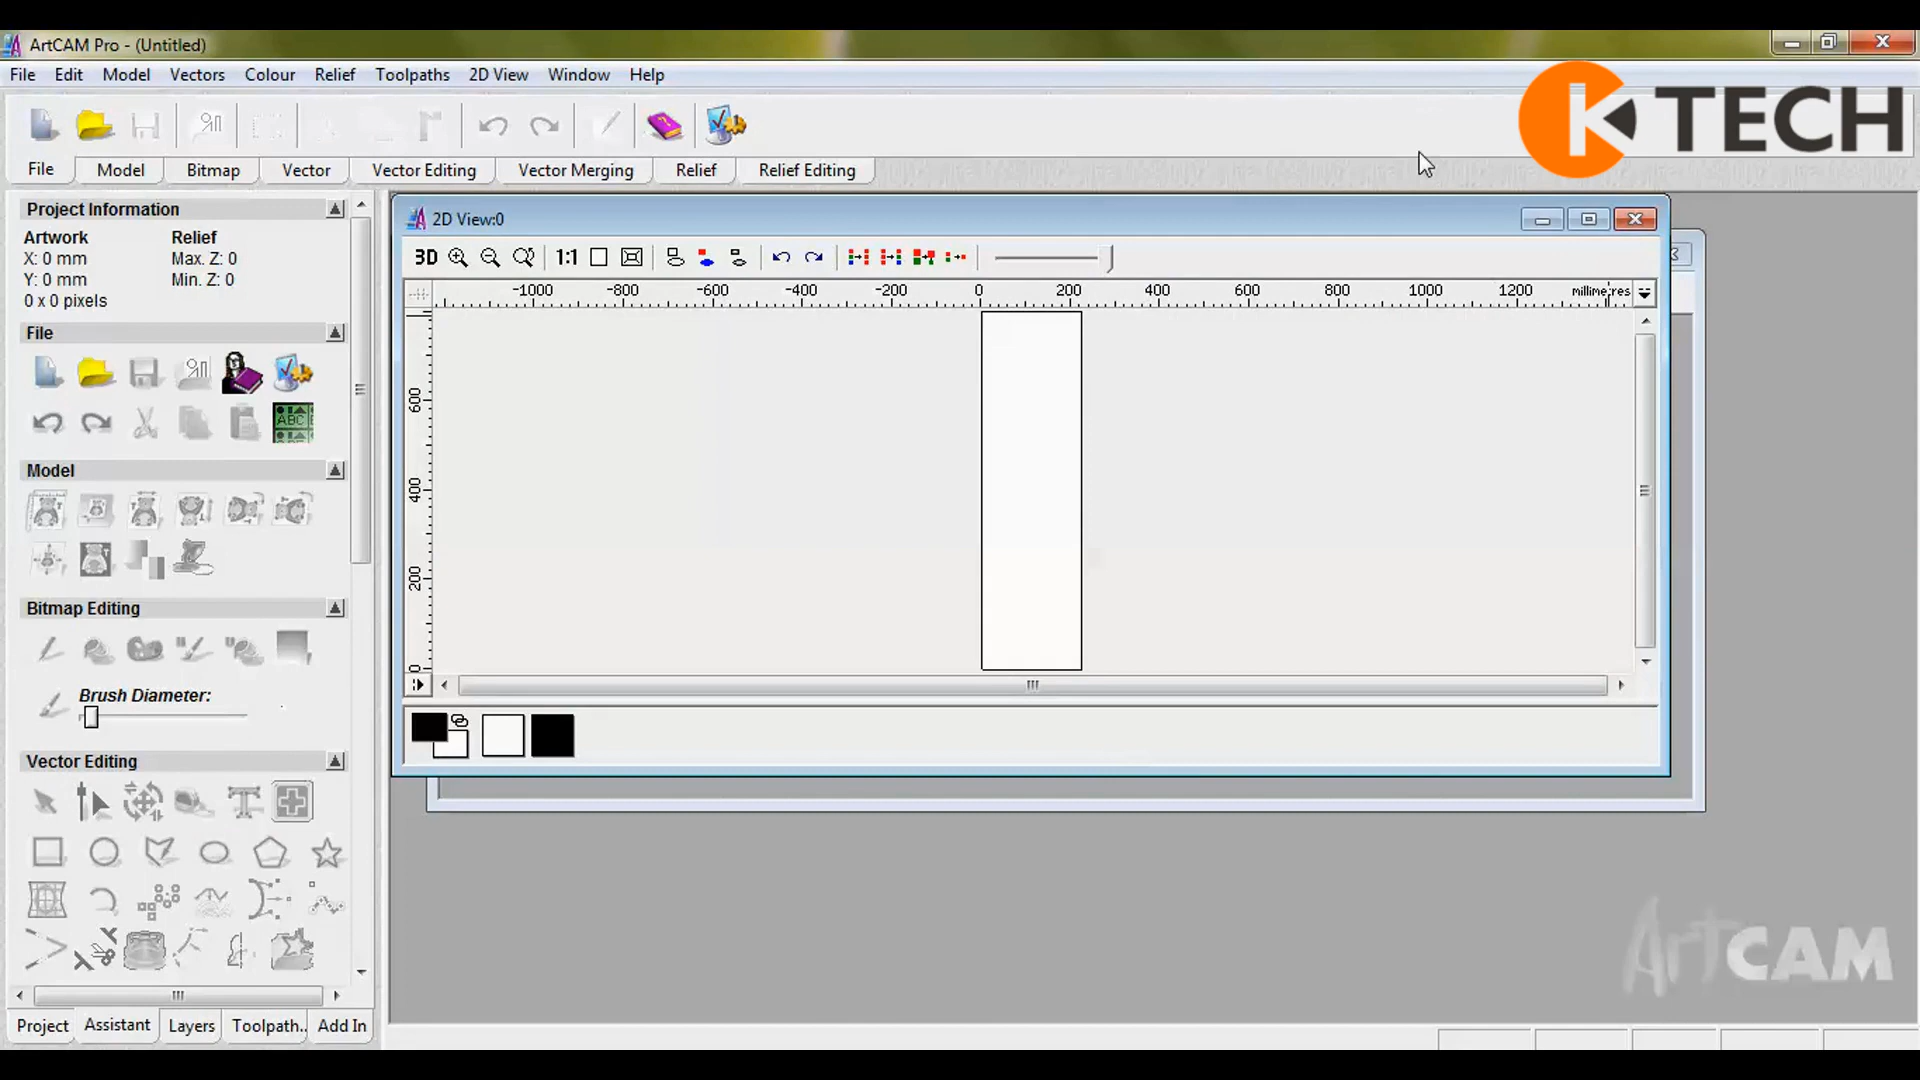 ArtCAM Pro - (Untitled)
File Edit Model Vectors Colour Relief Toolpaths 2D View Window Help
K TECH
File Model Bitmap Vector Vector Editing Vector Merging Relief Relief Editing
Project Information
Artwork Relief
X: 0 mm Max. Z: 0
Y: 0 mm Min. Z: 0
0 x 0 pixels
File
ABC
Model
Bitmap Editing
Brush Diameter:
Vector Editing
Project Assistant Layers Toolpath.. Add In
2D View:0
3D 1:1
-1000 -800 -600 -400 -200 0 200 400 600 800 1000 1200 millimetres
600
400
200
0
ArtCAM